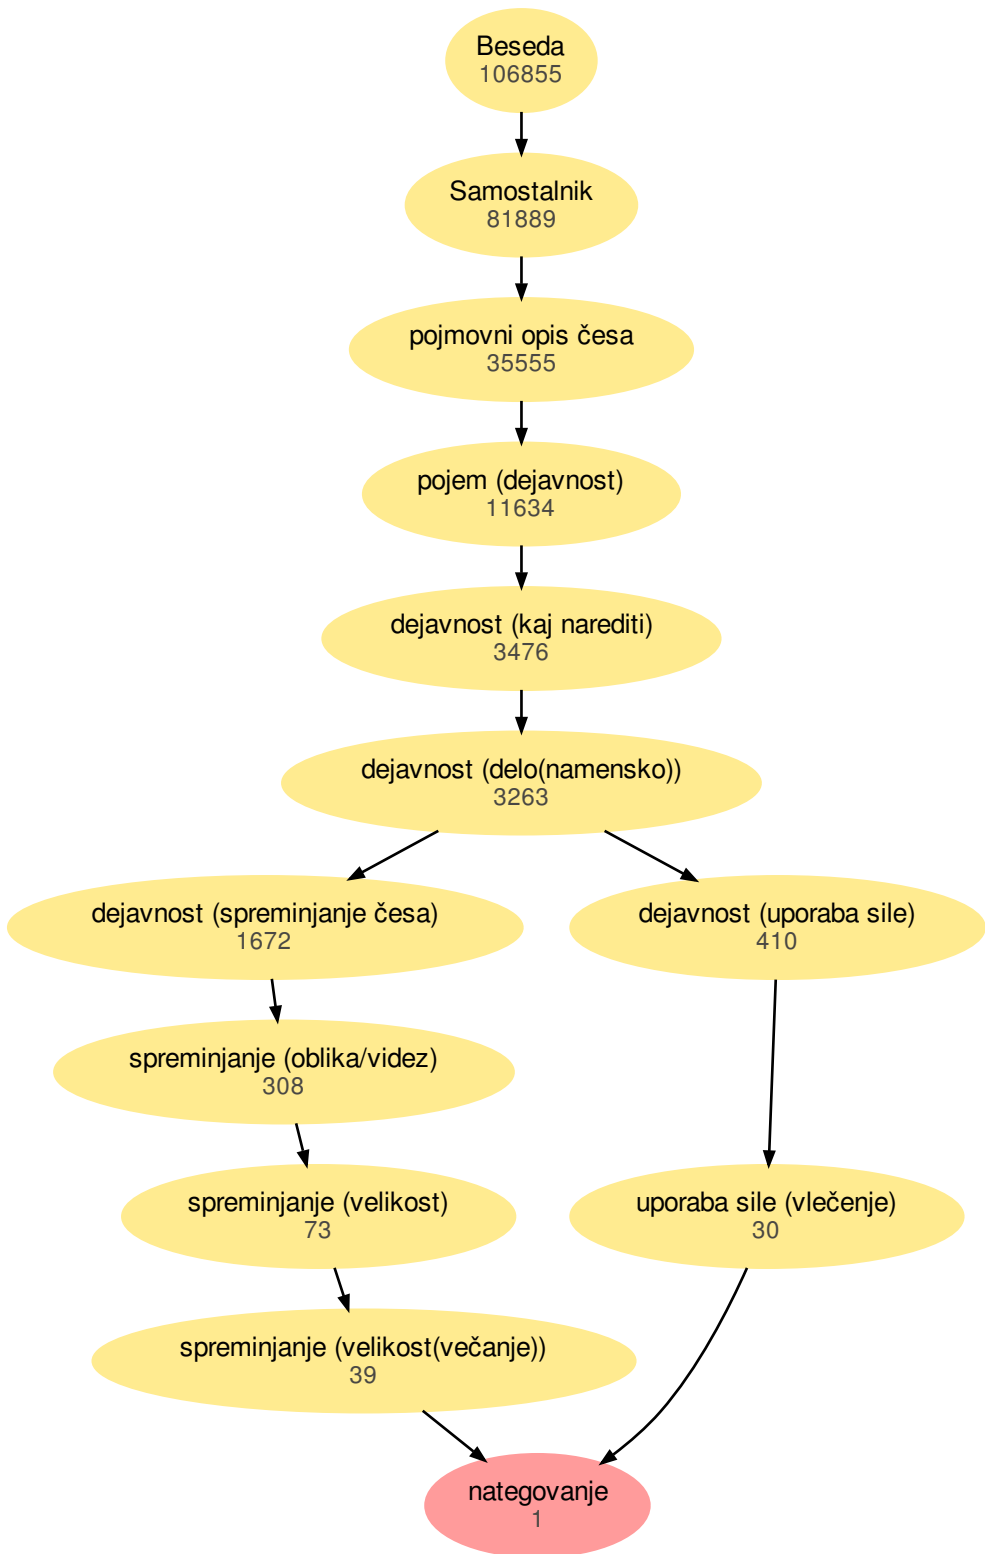 Beseda
106855
Samostalnik
81889
pojmovni opis česa
35555
pojem (dejavnost)
11634
dejavnost (kaj narediti)
3476
dejavnost (delo(namensko))
3263
dejavnost (spreminjanje česa)
1672
dejavnost (uporaba sile)
410
spreminjanje (oblika/videz)
308
spreminjanje (velikost)
73
uporaba sile (vlečenje)
30
spreminjanje (velikost(večanje))
39
nategovanje
1